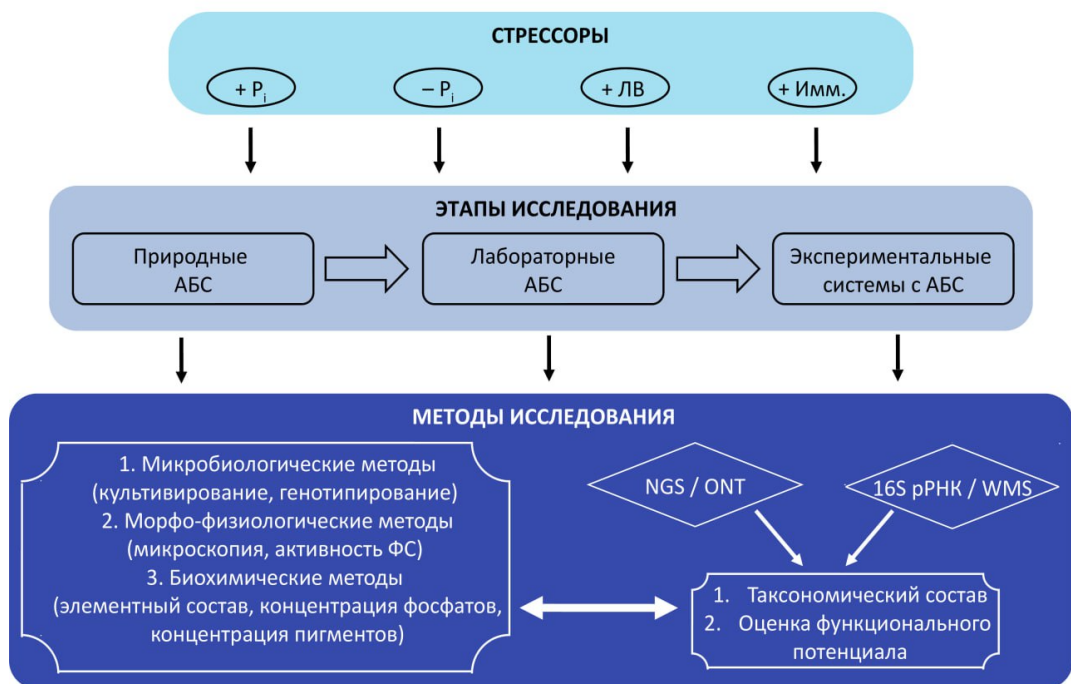 СТРЕССОРЫ
+ Pᵢ
– Pᵢ
+ ЛВ
+ Имм.
ЭТАПЫ ИССЛЕДОВАНИЯ
Природные
АБС
Лабораторные
АБС
Экспериментальные
системы с АБС
МЕТОДЫ ИССЛЕДОВАНИЯ
1. Микробиологические методы
(культивирование, генотипирование)
2. Морфо-физиологические методы
(микроскопия, активность ФС)
3. Биохимические методы
(элементный состав, концентрация фосфатов,
концентрация пигментов)
NGS / ONT
16S рРНК / WMS
1. Таксономический состав
2. Оценка функционального
потенциала